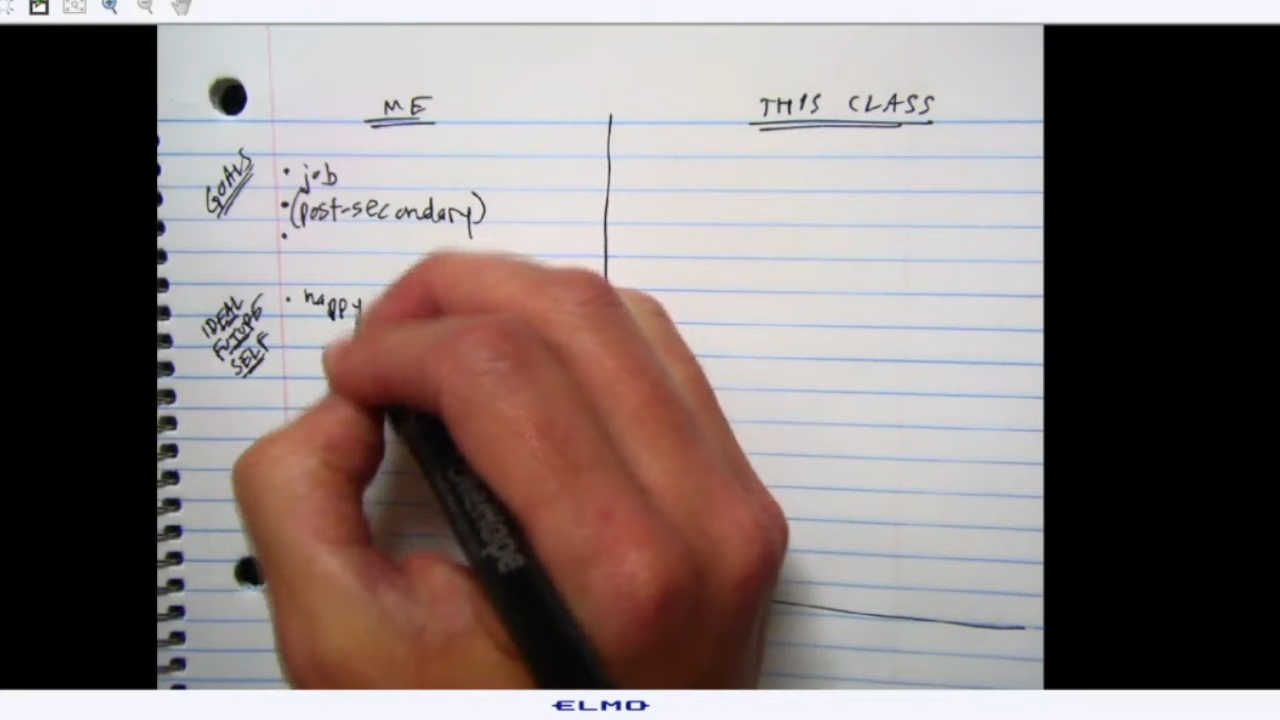 ME
THIS CLASS
GOALS
• job
• (post-secondary)
•
IDEAL
FUTURE
SELF
• happy
ELMO